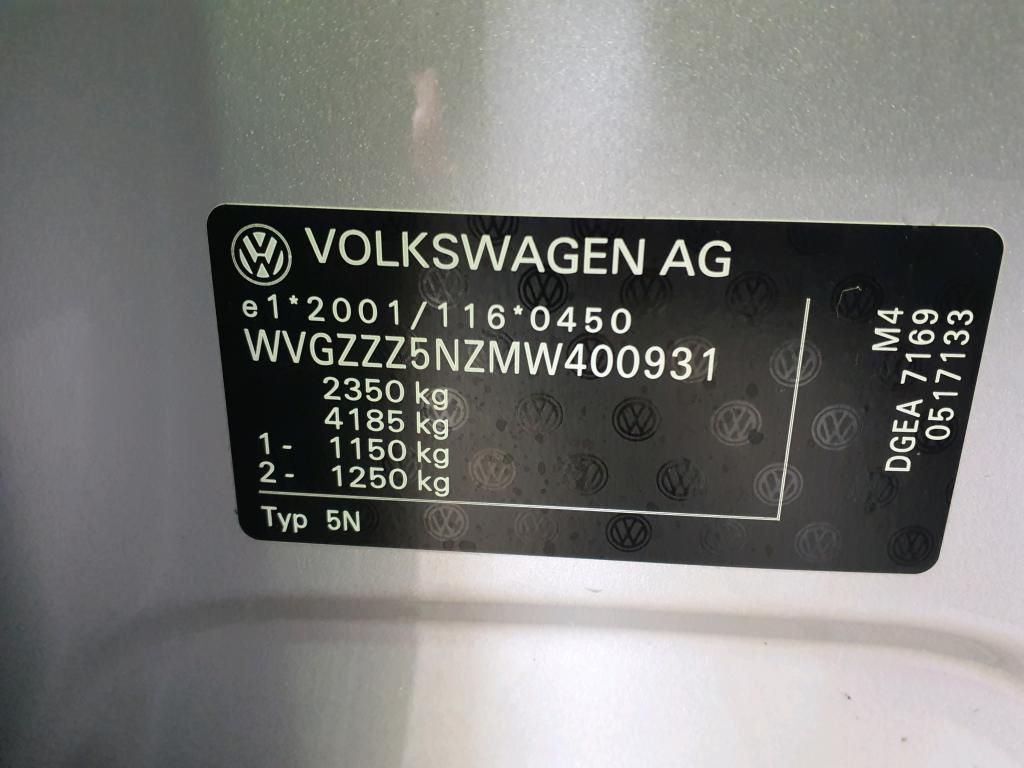 VOLKSWAGEN AG
e1*2001/116*0450
WVGZZZ5NZMW400931
2350 kg
4185 kg
1- 1150 kg
2- 1250 kg
Typ 5N
M4
DGEA 7169
0517133